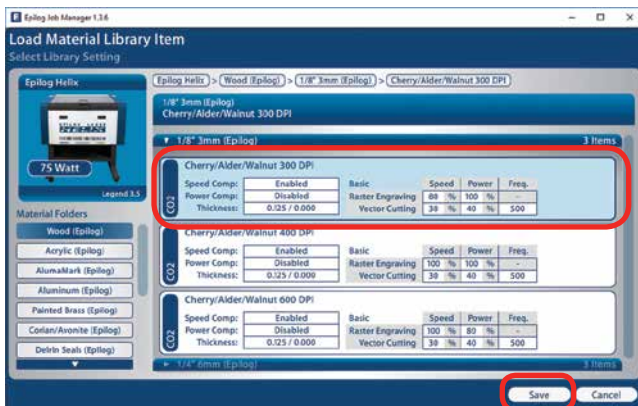 Epilog Job Manager 1.3.6
Load Material Library Item
Select Library Setting
Epilog Helix
75 Watt
Legend 3.5
Material Folders
Wood (Epilog)
Acrylic (Epilog)
AlumaMark (Epilog)
Aluminum (Epilog)
Painted Brass (Epilog)
Corian/Avonite (Epilog)
Delrin Seals (Epilog)
Epilog Helix > Wood (Epilog) > 1/8" 3mm (Epilog) > Cherry/Alder/Walnut 300 DPI
1/8" 3mm (Epilog)
Cherry/Alder/Walnut 300 DPI
1/8" 3mm (Epilog) 3 Items
CO2
Cherry/Alder/Walnut 300 DPI
Speed Comp: Enabled Basic Speed Power Freq.
Power Comp: Disabled Raster Engraving 80 % 100 % -
Thickness: 0.125 / 0.000 Vector Cutting 30 % 40 % 500
CO2
Cherry/Alder/Walnut 400 DPI
Speed Comp: Enabled Basic Speed Power Freq.
Power Comp: Disabled Raster Engraving 100 % 100 % -
Thickness: 0.125 / 0.000 Vector Cutting 30 % 40 % 500
CO2
Cherry/Alder/Walnut 600 DPI
Speed Comp: Enabled Basic Speed Power Freq.
Power Comp: Disabled Raster Engraving 100 % 80 % -
Thickness: 0.125 / 0.000 Vector Cutting 30 % 40 % 500
1/4" 6mm (Epilog) 3 Items
Save Cancel